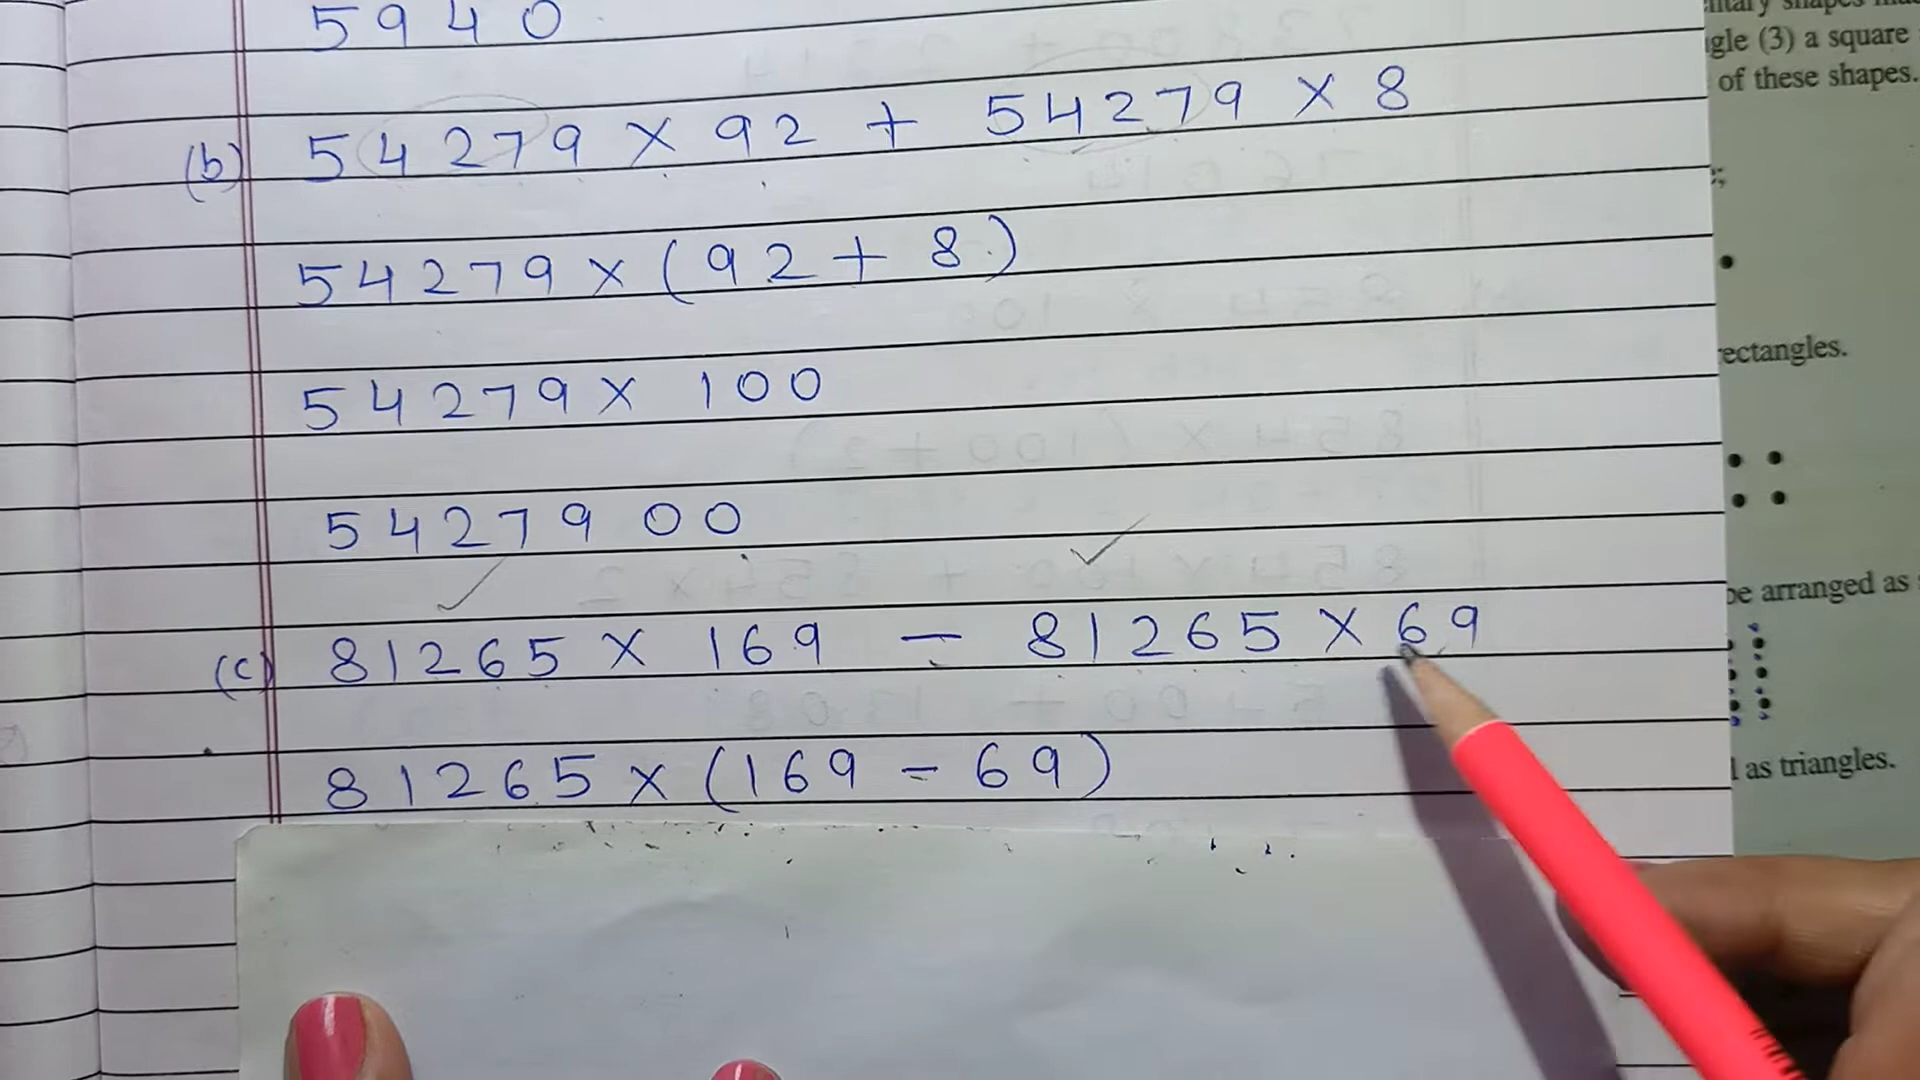 5940
(b) 54279 × 92 + 54279 × 8
54279 × (92 + 8)
54279 × 100
5427900
(c) 81265 × 169 − 81265 × 69
81265 × (169 − 69)
gle (3) a square
of these shapes.
ectangles.
be arranged as
as triangles.